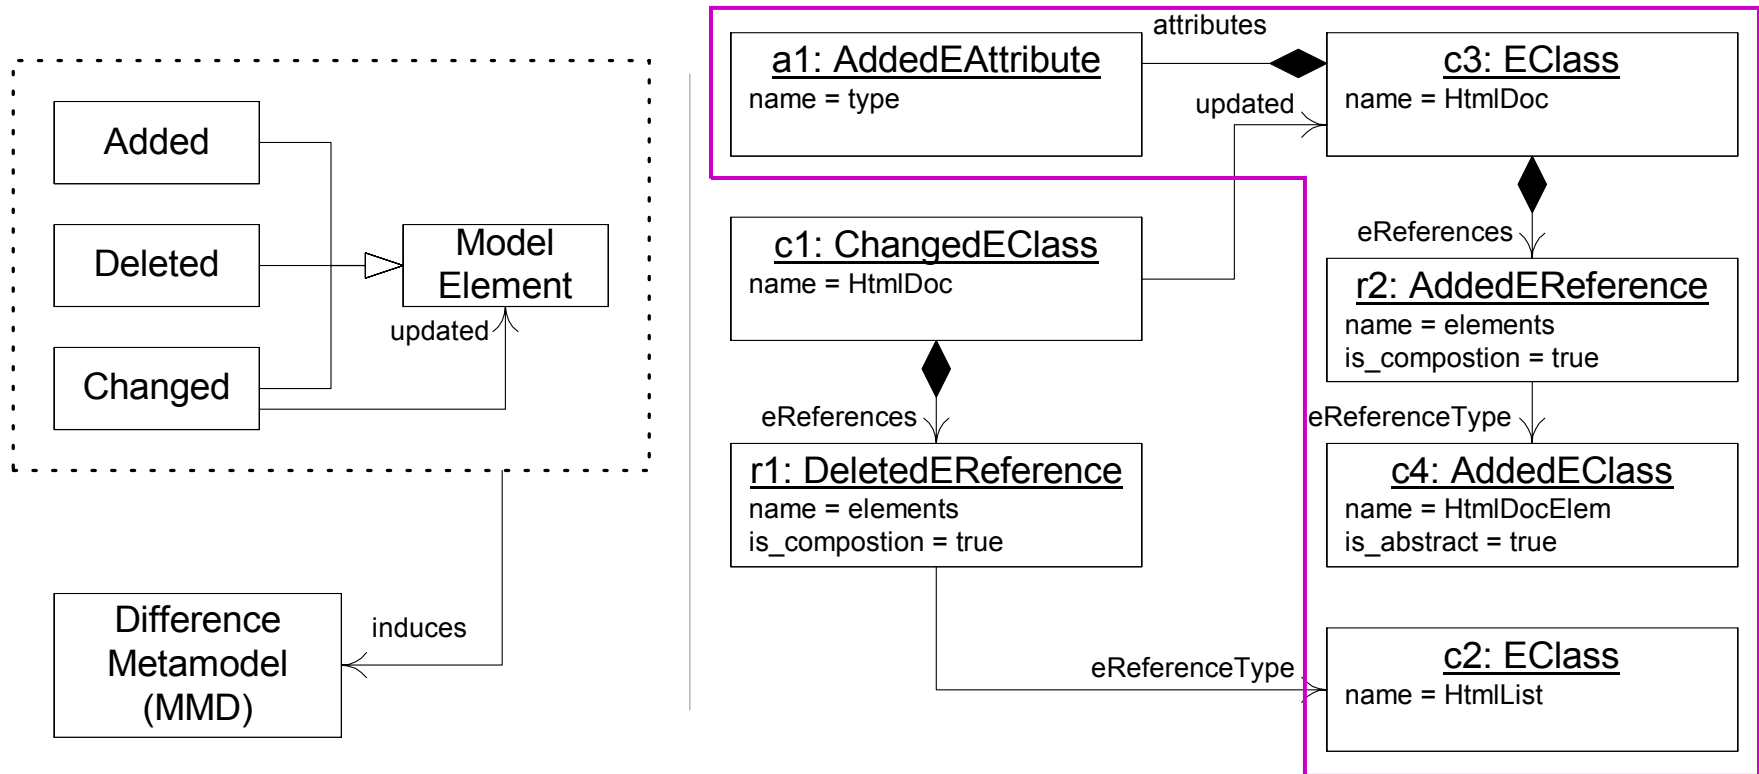 Added
Deleted
Changed
Model
Element
updated
induces
Difference
Metamodel
(MMD)
attributes
a1: AddedEAttribute
name = type
updated
c3: EClass
name = HtmlDoc
c1: ChangedEClass
name = HtmlDoc
eReferences
r2: AddedEReference
name = elements
is_compostion = true
eReferences
eReferenceType
r1: DeletedEReference
name = elements
is_compostion = true
c4: AddedEClass
name = HtmlDocElem
is_abstract = true
eReferenceType
c2: EClass
name = HtmlList